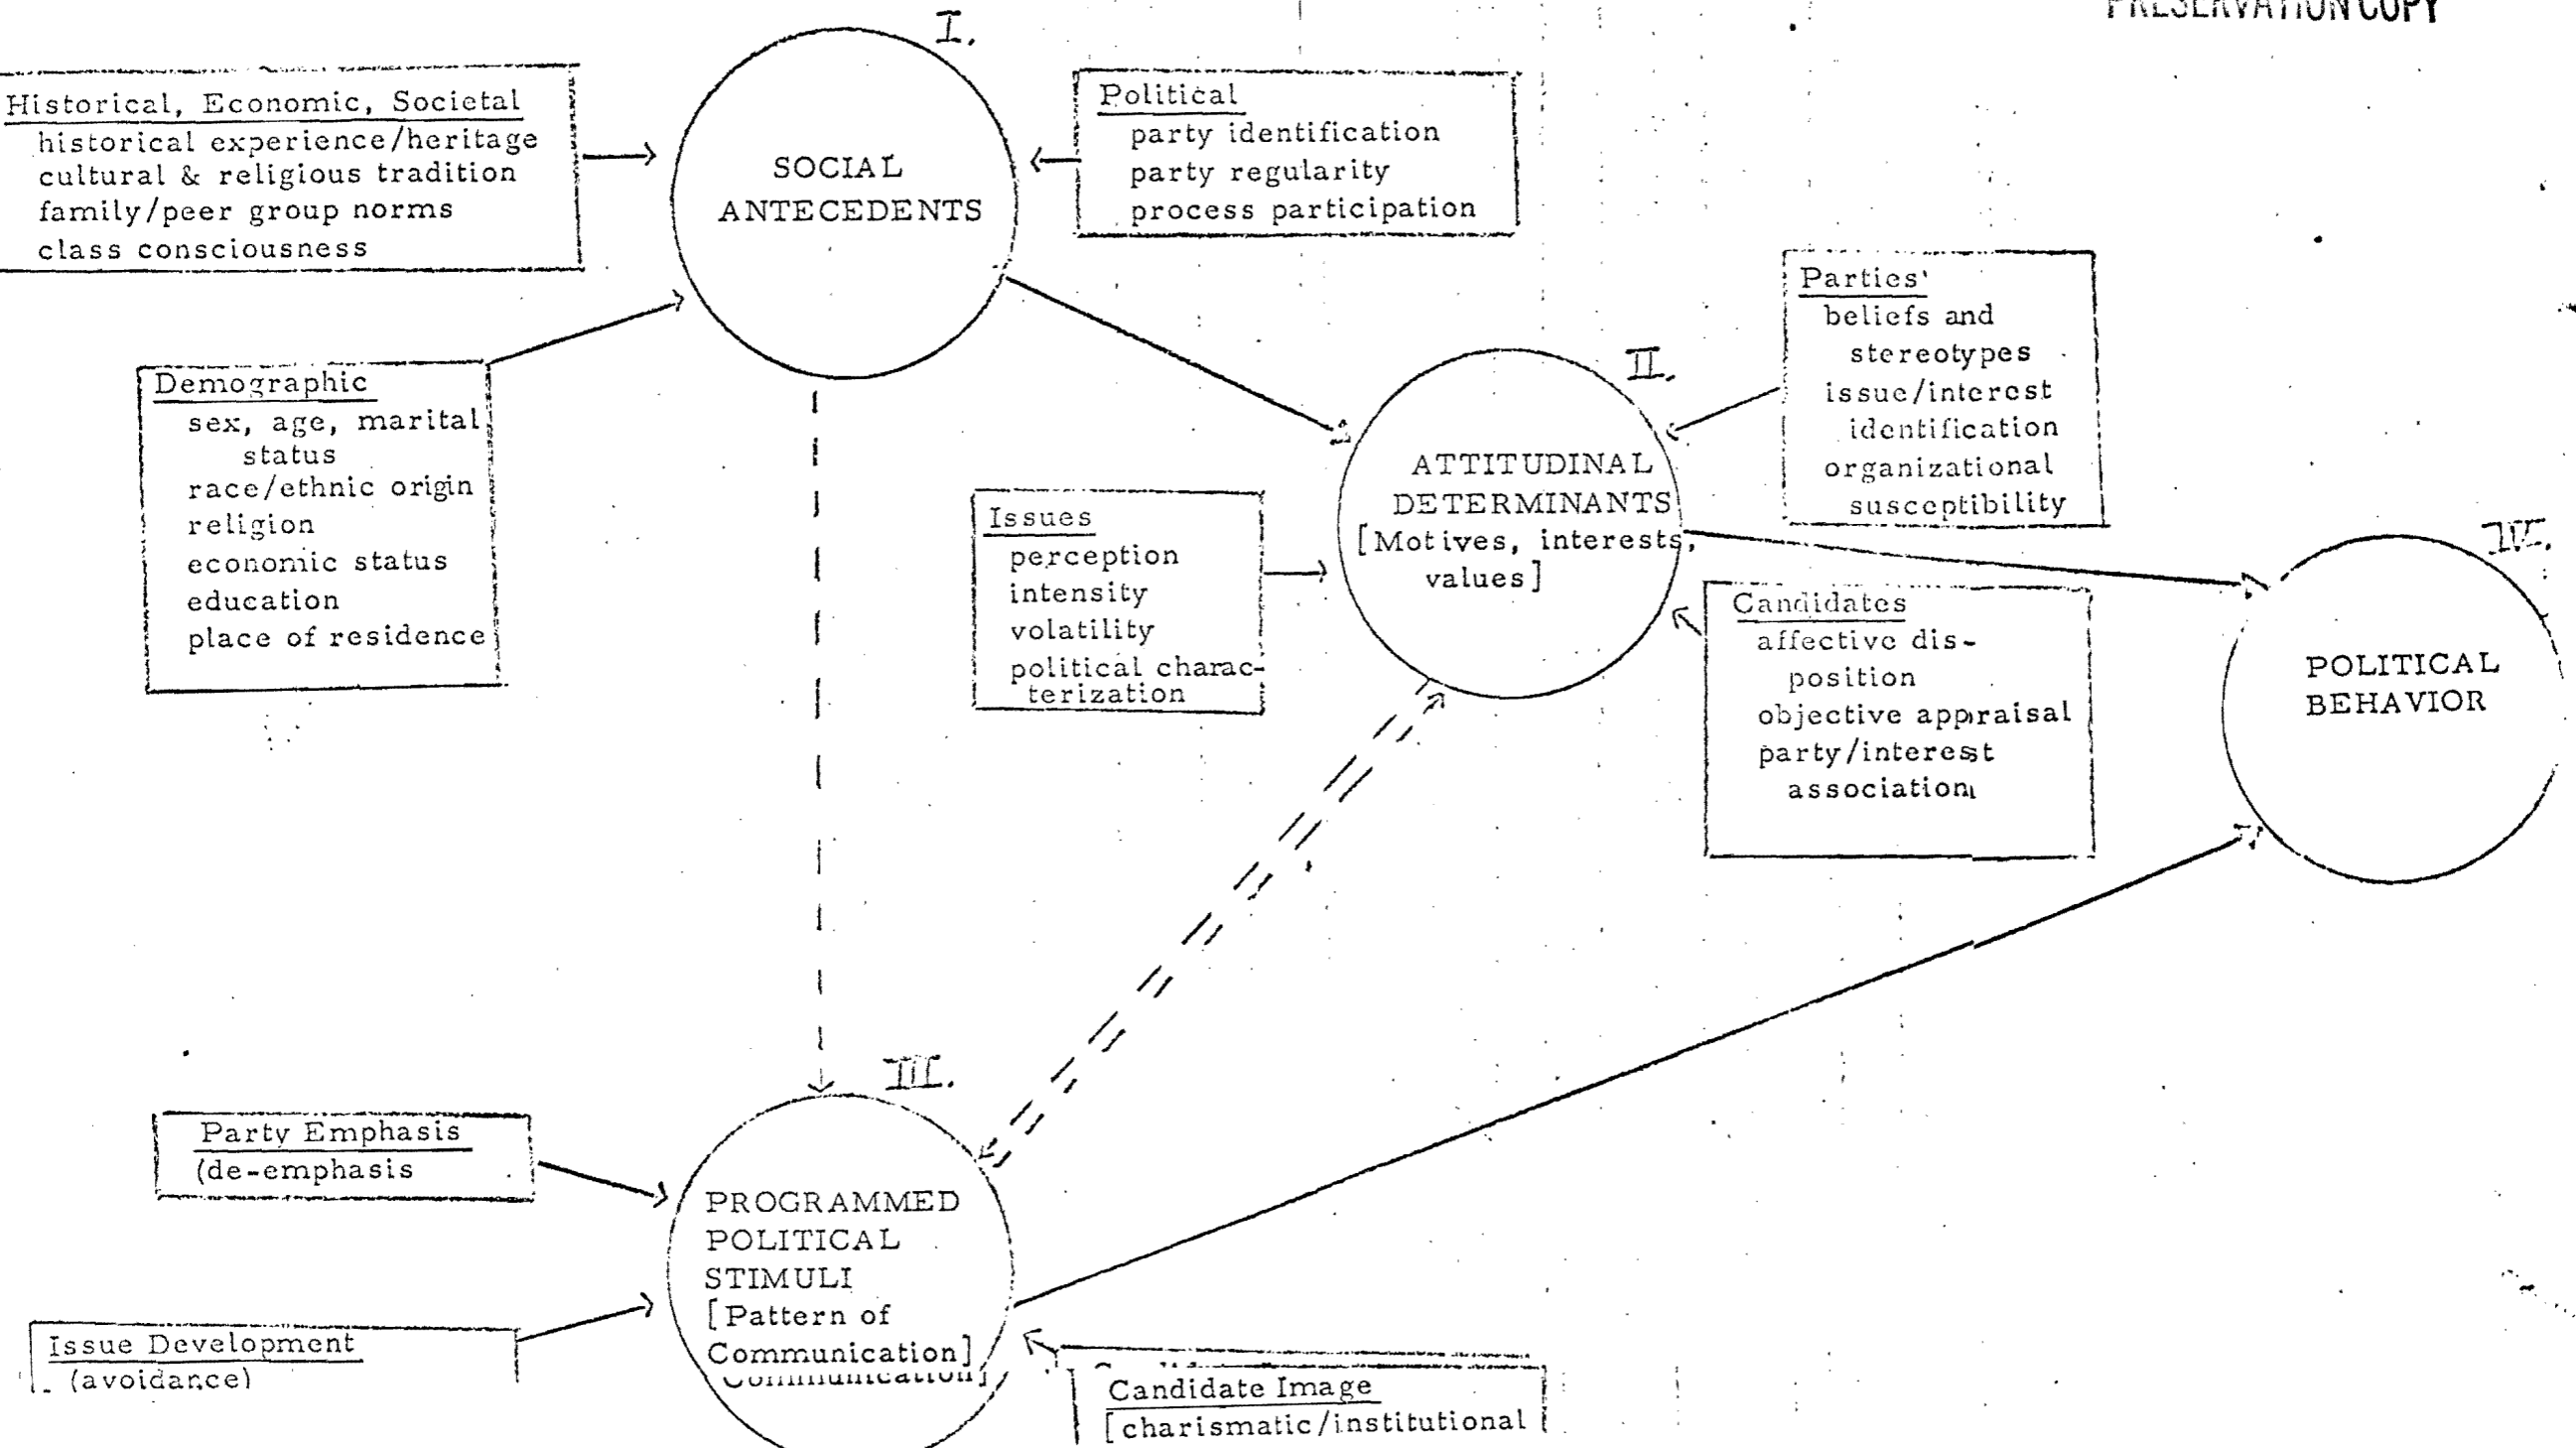 PRESERVATION COPY
I.
Historical, Economic, Societal
historical experience/heritage
cultural & religious tradition
family/peer group norms
class consciousness
SOCIAL
ANTECEDENTS
Political
party identification
party regularity
process participation
Demographic
sex, age, marital
status
race/ethnic origin
religion
economic status
education
place of residence
II.
Parties'
beliefs and
stereotypes
issue/interest
identification
organizational
susceptibility
Issues
perception
intensity
volatility
political charac-
terization
ATTITUDINAL
DETERMINANTS
[Motives, interests,
values]
Candidates
affective dis-
position
objective appraisal
party/interest
association
IV.
POLITICAL
BEHAVIOR
III.
Party Emphasis
(de-emphasis
PROGRAMMED
POLITICAL
STIMULI
[Pattern of
Communication]
Communication]
Issue Development
(avoidance)
Candidate Image
[charismatic/institutional